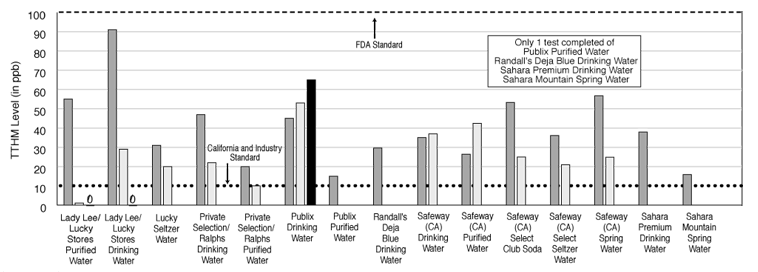 100
90
80
70
60
50
40
30
20
10
0
TTHM Level (in ppb)
FDA Standard
Only 1 test completed of
Publix Purified Water
Randall's Deja Blue Drinking Water
Sahara Premium Drinking Water
Sahara Mountain Spring Water
California and Industry
Standard
0
0
Lady Lee/
Lucky
Stores
Purified
Water
Lady Lee/
Lucky
Stores
Drinking
Water
Lucky
Seltzer
Water
Private
Selection/
Ralphs
Drinking
Water
Private
Selection/
Ralphs
Purified
Water
Publix
Drinking
Water
Publix
Purified
Water
Randall's
Deja
Blue
Drinking
Water
Safeway
(CA)
Drinking
Water
Safeway
(CA)
Purified
Water
Safeway
(CA)
Select
Club Soda
Safeway
(CA)
Select
Seltzer
Water
Safeway
(CA)
Spring
Water
Sahara
Premium
Drinking
Water
Sahara
Mountain
Spring
Water